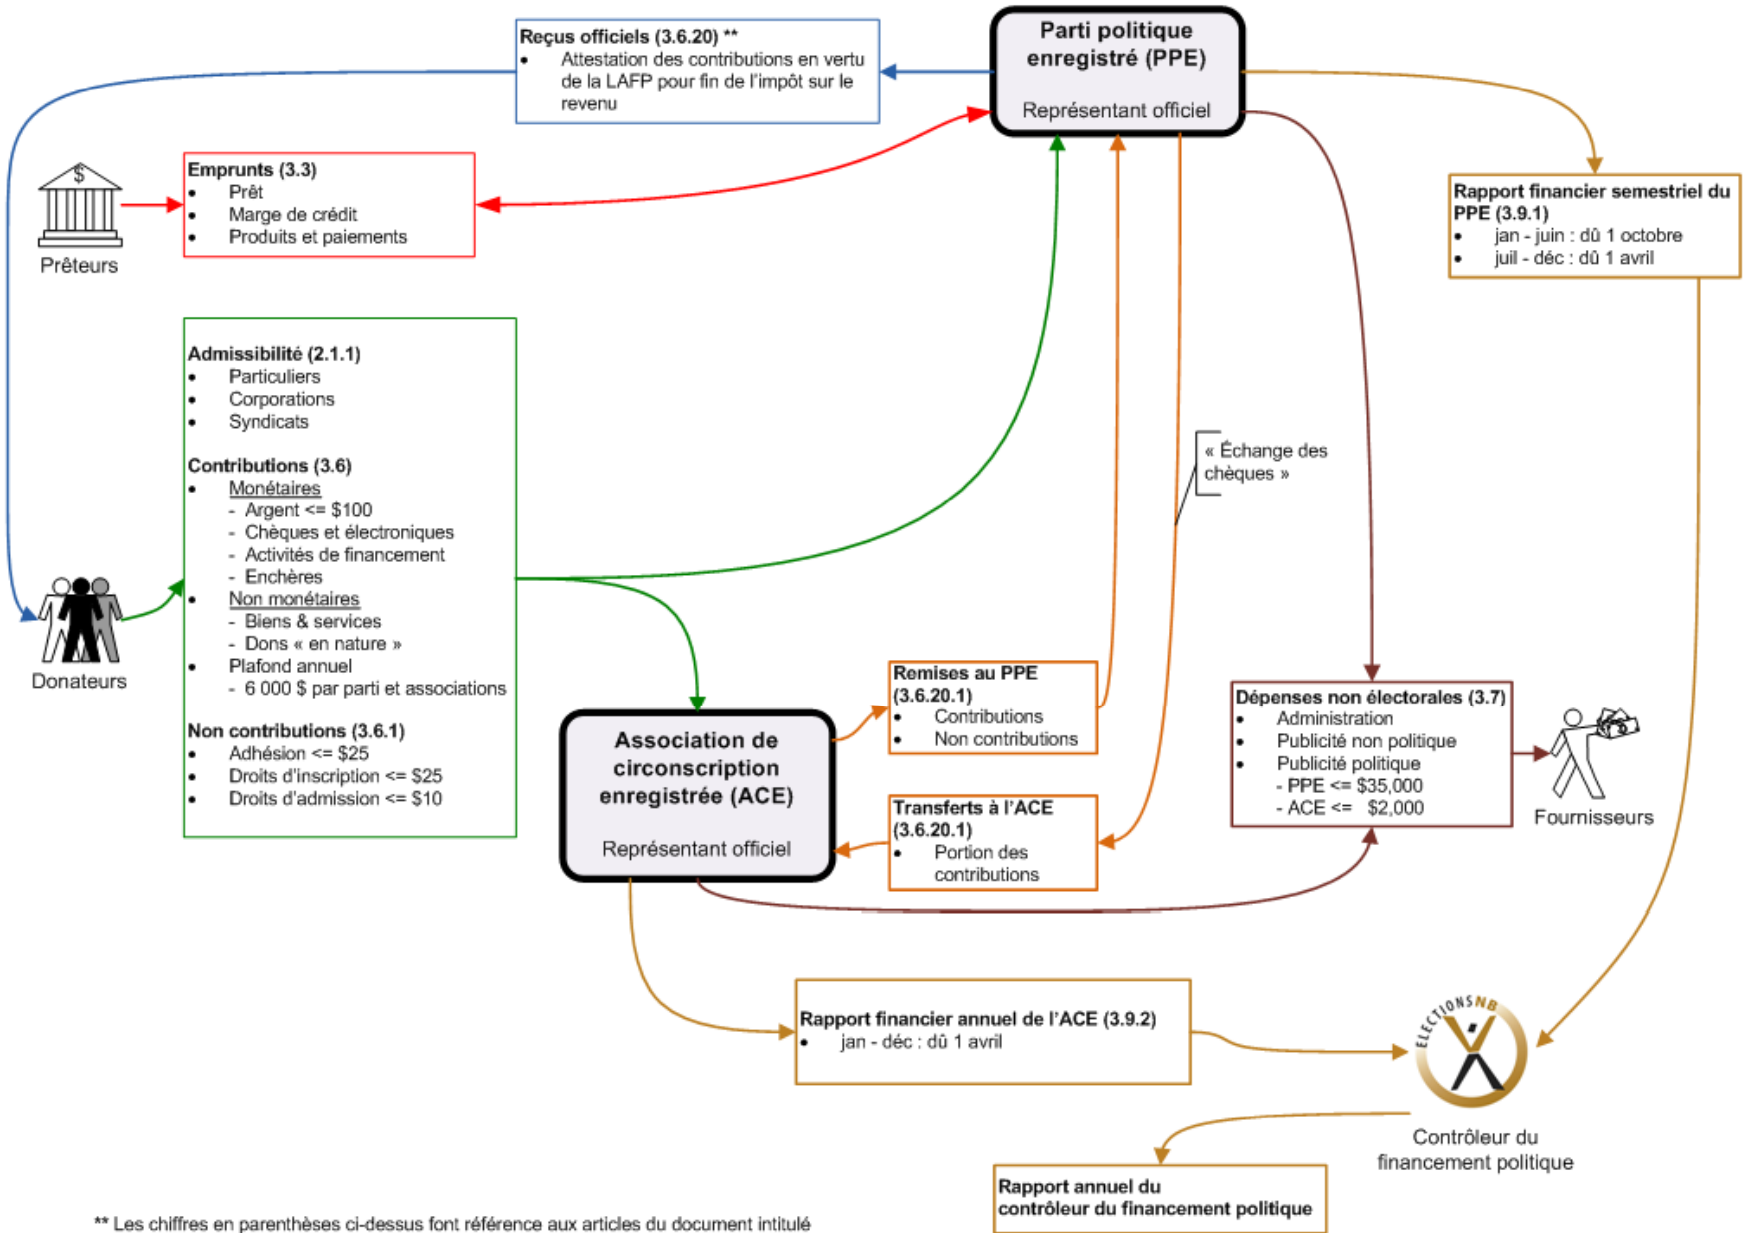 Parti politique
enregistré (PPE)
Représentant officiel
Reçus officiels (3.6.20) **
• Attestation des contributions en vertu
de la LAFP pour fin de l'impôt sur le
revenu
$
Prêteurs
Emprunts (3.3)
• Prêt
• Marge de crédit
• Produits et paiements
Rapport financier semestriel du
PPE (3.9.1)
• jan - juin : dû 1 octobre
• juil - déc : dû 1 avril
Admissibilité (2.1.1)
• Particuliers
• Corporations
• Syndicats
Contributions (3.6)
• Monétaires
- Argent <= $100
- Chèques et électroniques
- Activités de financement
- Enchères
• Non monétaires
- Biens & services
- Dons « en nature »
• Plafond annuel
- 6 000 $ par parti et associations
Non contributions (3.6.1)
• Adhésion <= $25
• Droits d'inscription <= $25
• Droits d'admission <= $10
Donateurs
« Échange des
chèques »
Remises au PPE
(3.6.20.1)
• Contributions
• Non contributions
Association de
circonscription
enregistrée (ACE)
Représentant officiel
Transferts à l'ACE
(3.6.20.1)
• Portion des
contributions
Dépenses non électorales (3.7)
• Administration
• Publicité non politique
• Publicité politique
- PPE <= $35,000
- ACE <= $2,000
Fournisseurs
Rapport financier annuel de l'ACE (3.9.2)
• jan - déc : dû 1 avril
ELECTIONSNB
Contrôleur du
financement politique
Rapport annuel du
contrôleur du financement politique
** Les chiffres en parenthèses ci-dessus font référence aux articles du document intitulé